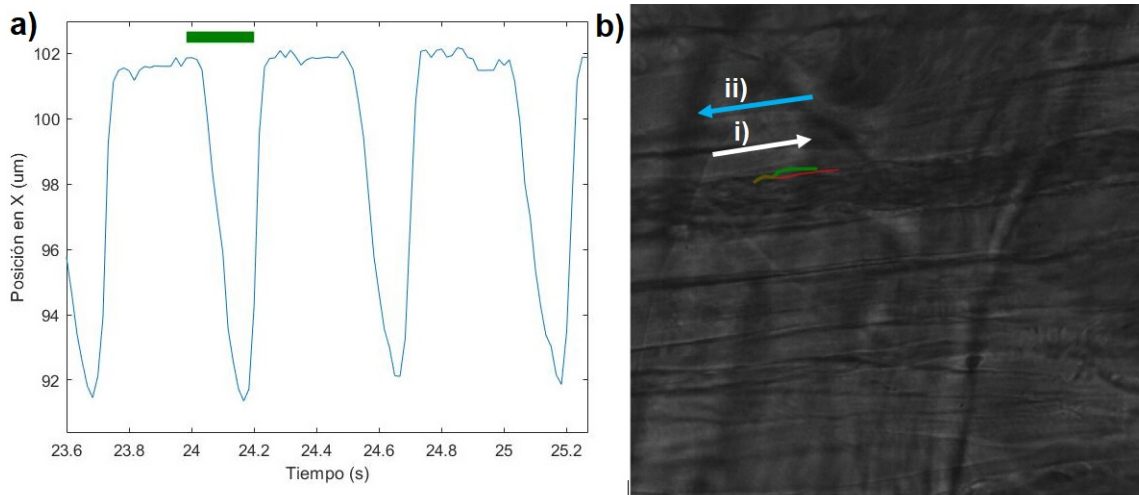 a)
102
100
98
96
94
92
Posición en X (um)
23.6 23.8 24 24.2 24.4 24.6 24.8 25 25.2
Tiempo (s)
b)
ii)
i)